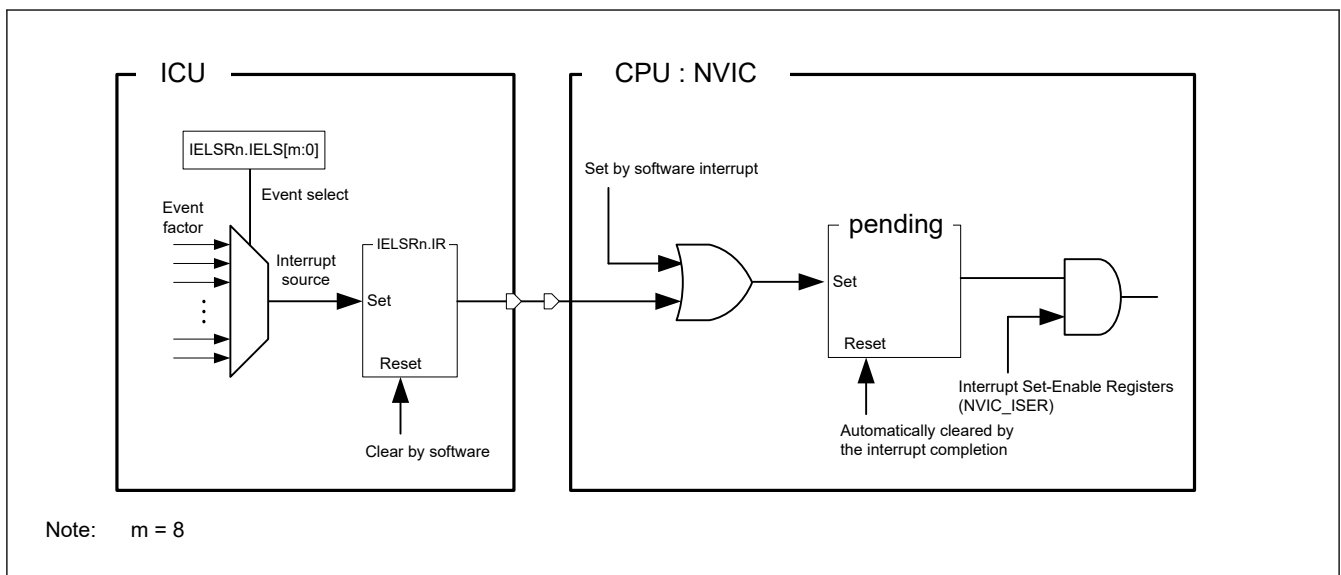 ICU
CPU : NVIC
IELSRn.IELS[m:0]
Event select
Event
factor
Interrupt
source
IELSRn.IR
Set
Reset
Clear by software
Set by software interrupt
pending
Set
Reset
Automatically cleared by
the interrupt completion
Interrupt Set-Enable Registers
(NVIC_ISER)
Note: m = 8